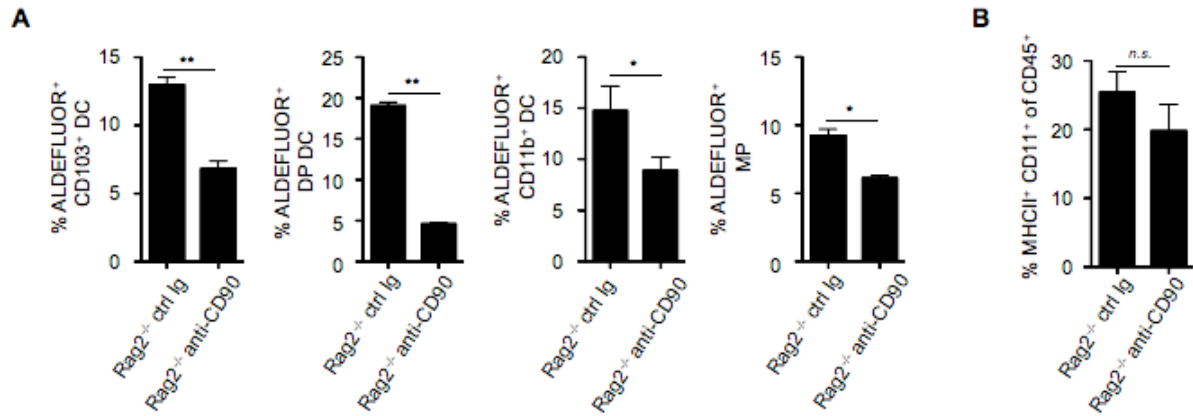 A
% ALDEFLUOR⁺
CD103⁺ DC
15
10
5
0
**
Rag2⁻/⁻ ctrl Ig
Rag2⁻/⁻ anti-CD90
% ALDEFLUOR⁺
DP DC
25
20
15
10
5
0
**
Rag2⁻/⁻ ctrl Ig
Rag2⁻/⁻ anti-CD90
% ALDEFLUOR⁺
CD11b⁺ DC
20
15
10
5
0
*
Rag2⁻/⁻ ctrl Ig
Rag2⁻/⁻ anti-CD90
% ALDEFLUOR⁺
MP
15
10
5
0
*
Rag2⁻/⁻ ctrl Ig
Rag2⁻/⁻ anti-CD90
B
% MHCII⁺ CD11⁺ of CD45⁺
30
20
10
0
n.s.
Rag2⁻/⁻ ctrl Ig
Rag2⁻/⁻ anti-CD90